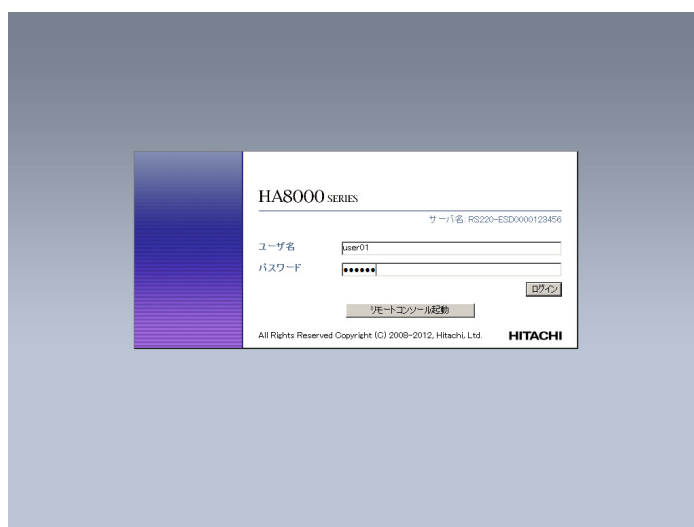 HA8000 SERIES
サーバ名: RS220-ESD0000123456
ユーザ名 user01
パスワード ●●●●●●
ログイン
リモートコンソール起動
All Rights Reserved Copyright (C) 2008-2012, Hitachi, Ltd. HITACHI